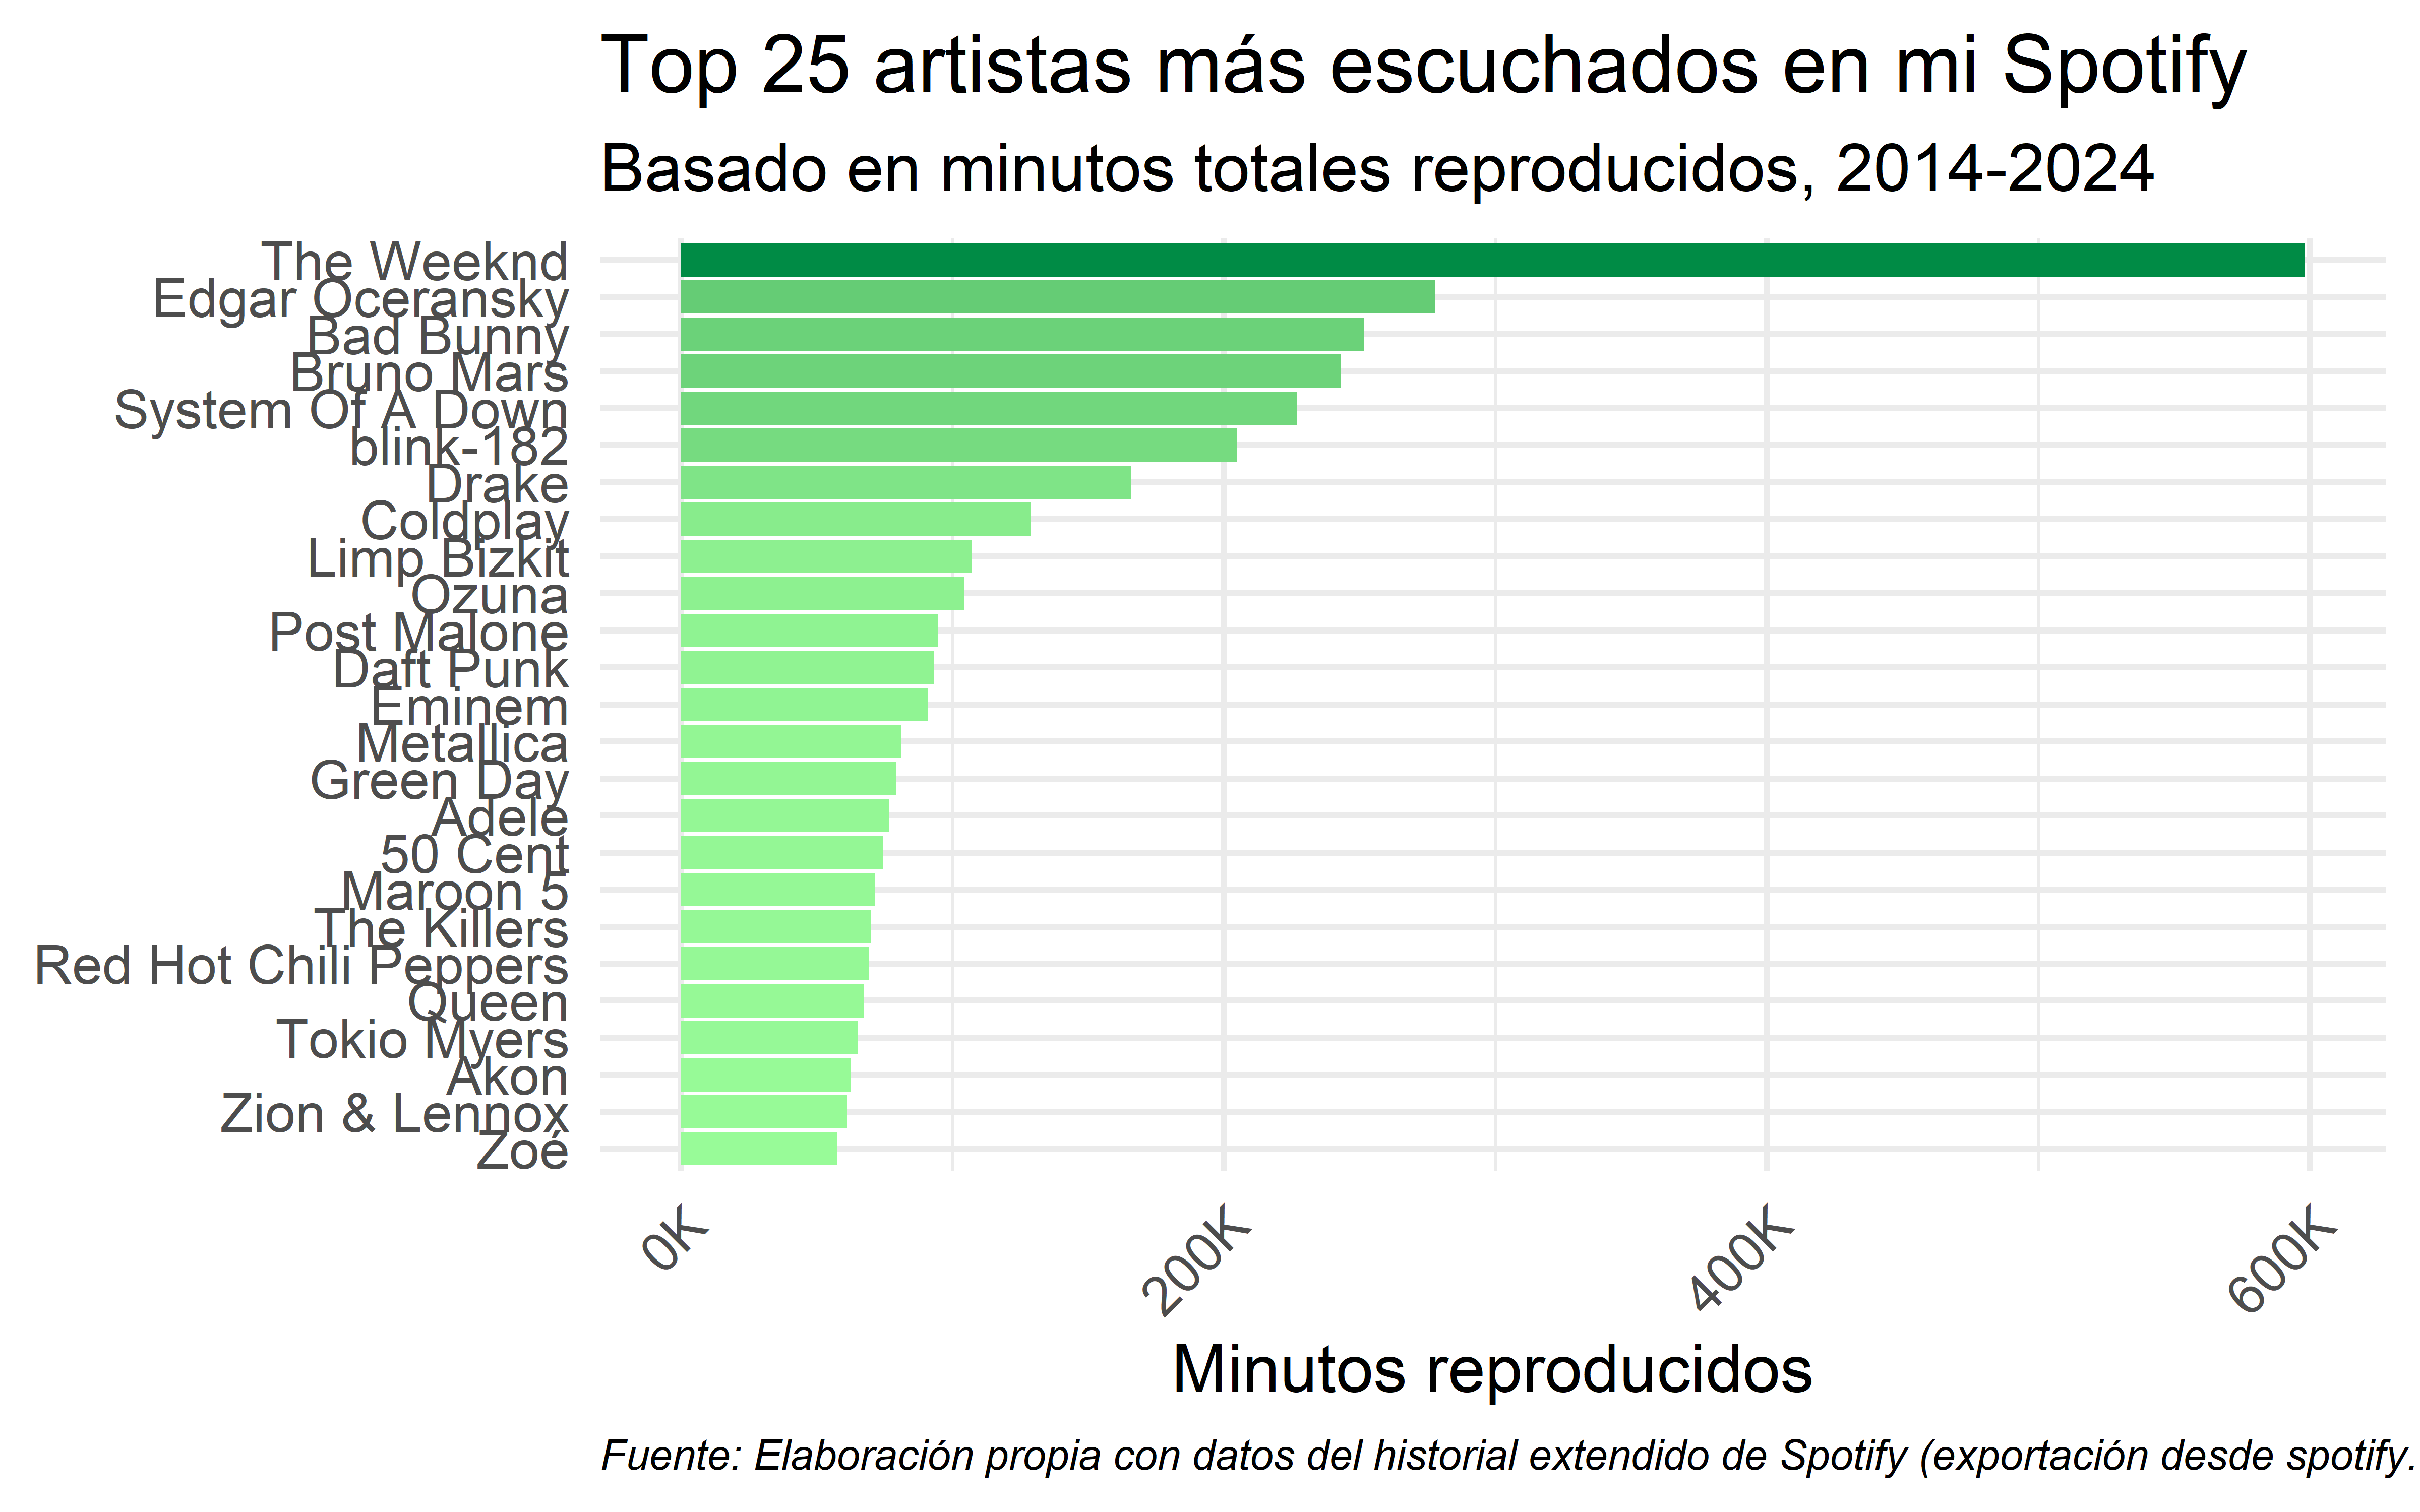 Top 25 artistas más escuchados en mi Spotify
Basado en minutos totales reproducidos, 2014-2024
The Weeknd
Edgar Oceransky
Bad Bunny
Bruno Mars
System Of A Down
blink-182
Drake
Coldplay
Limp Bizkit
Ozuna
Post Malone
Daft Punk
Eminem
Metallica
Green Day
Adele
50 Cent
Maroon 5
The Killers
Red Hot Chili Peppers
Queen
Tokio Myers
Akon
Zion & Lennox
Zoé
0K 200K 400K 600K
Minutos reproducidos
Fuente: Elaboración propia con datos del historial extendido de Spotify (exportación desde spotify.